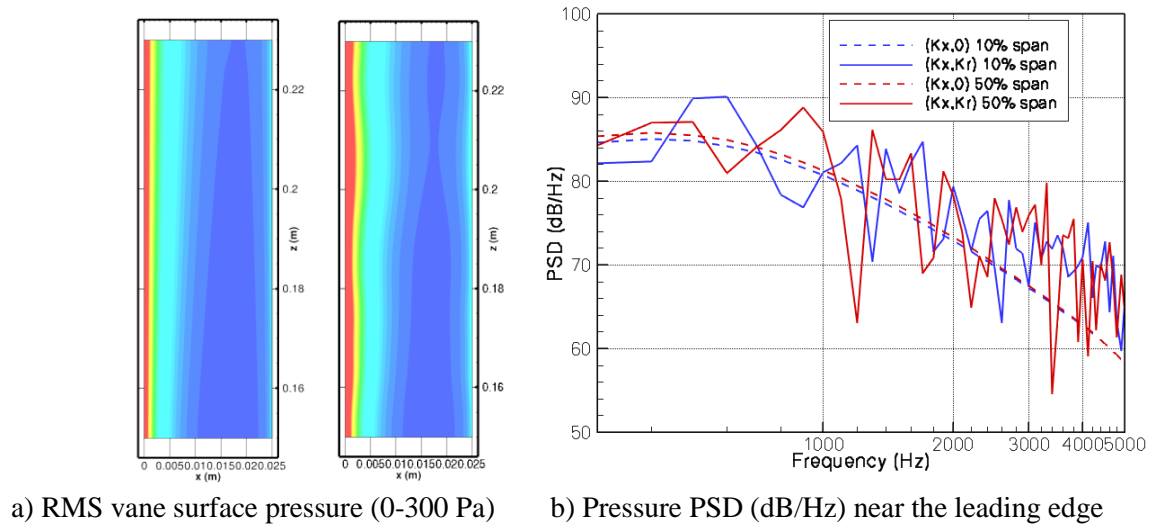 0.22
0.2
0.18
0.16
z (m)
0 0.0050.010.0150.020.025
x (m)
0.22
0.2
0.18
0.16
z (m)
0 0.0050.010.0150.020.025
x (m)
a) RMS vane surface pressure (0-300 Pa)
100
90
80
70
60
50
PSD (dB/Hz)
(Kx,0) 10% span
(Kx,Kr) 10% span
(Kx,0) 50% span
(Kx,Kr) 50% span
1000 2000 3000 40005000
Frequency (Hz)
b) Pressure PSD (dB/Hz) near the leading edge